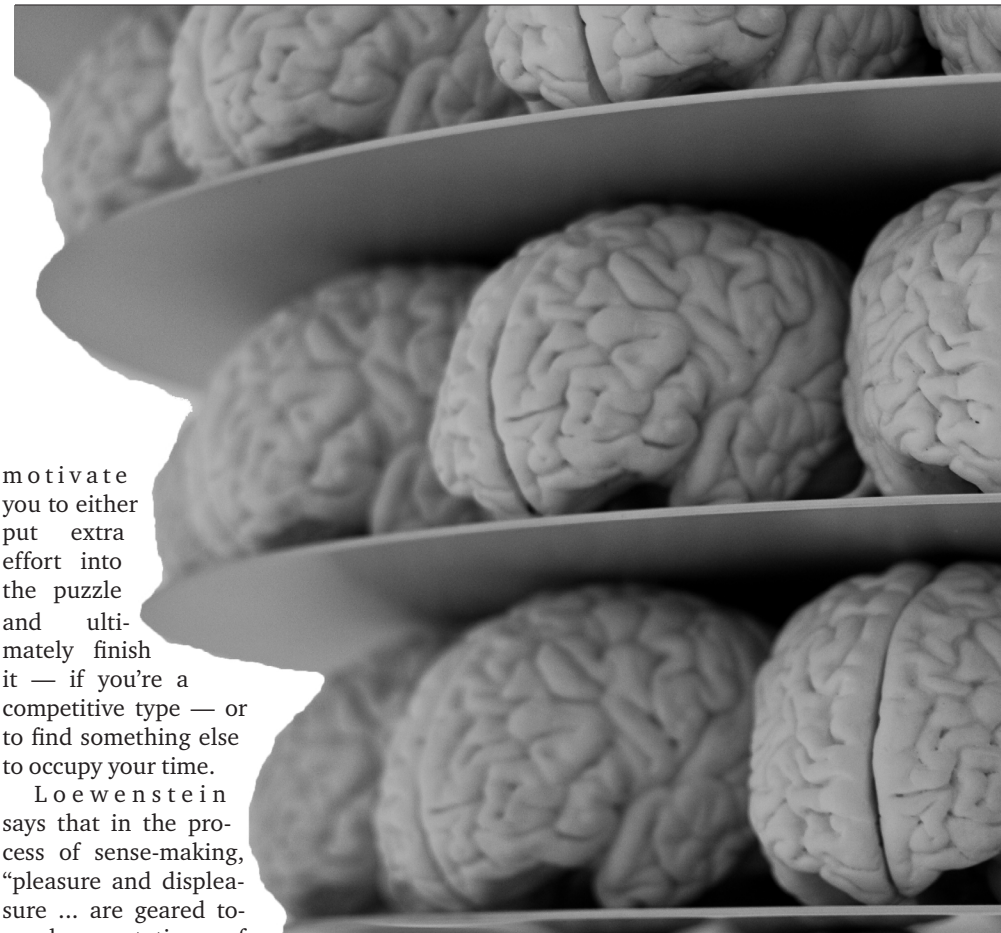 motivate
you to either
put extra
effort into
the puzzle
and ulti-
mately finish
it — if you’re a
competitive type — or
to find something else
to occupy your time.
Loewenstein
says that in the pro-
cess of sense-making,
“pleasure and displea-
sure ... are geared to-